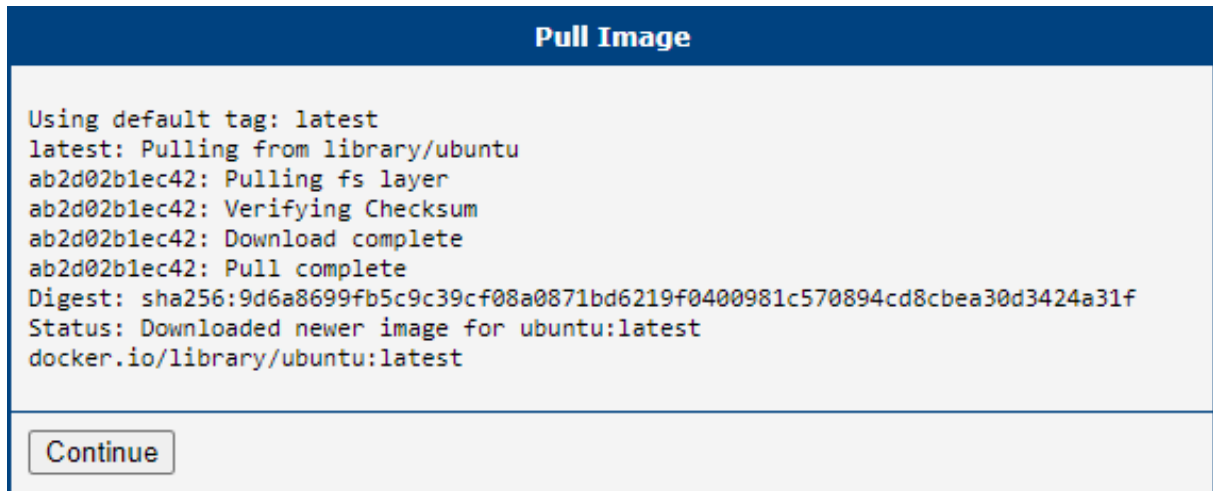 Pull Image
Using default tag: latest
latest: Pulling from library/ubuntu
ab2d02b1ec42: Pulling fs layer
ab2d02b1ec42: Verifying Checksum
ab2d02b1ec42: Download complete
ab2d02b1ec42: Pull complete
Digest: sha256:9d6a8699fb5c9c39cf08a0871bd6219f0400981c570894cd8cbea30d3424a31f
Status: Downloaded newer image for ubuntu:latest
docker.io/library/ubuntu:latest
Continue